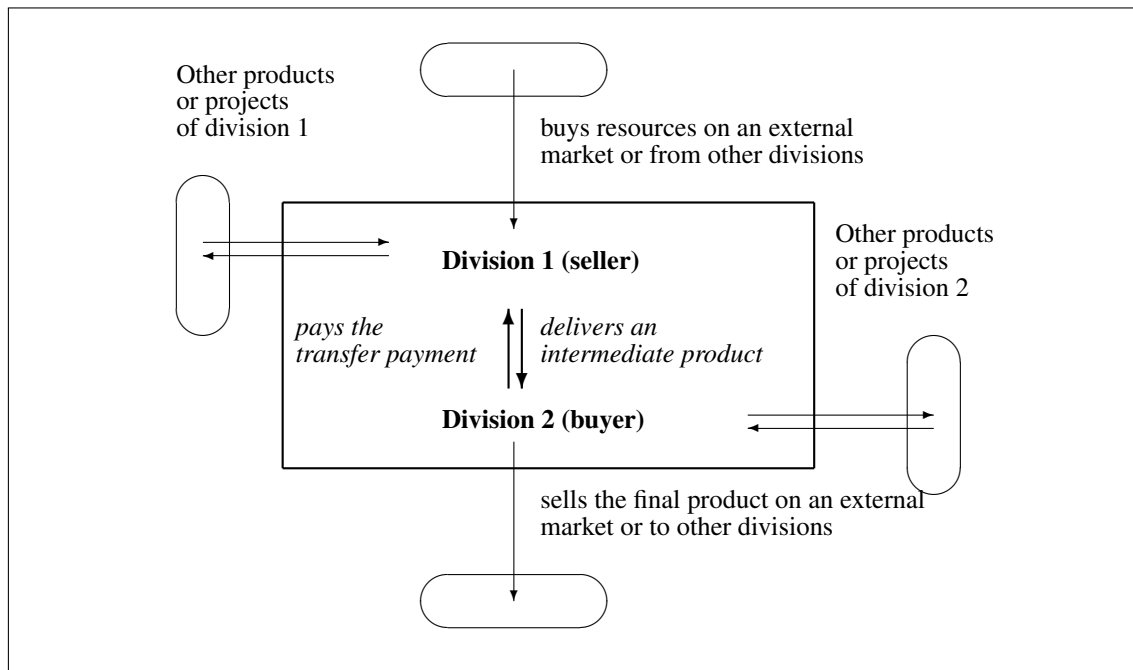 Other products
or projects
of division 1
buys resources on an external
market or from other divisions
Division 1 (seller)
Other products
or projects
of division 2
pays the
transfer payment
delivers an
intermediate product
Division 2 (buyer)
sells the final product on an external
market or to other divisions